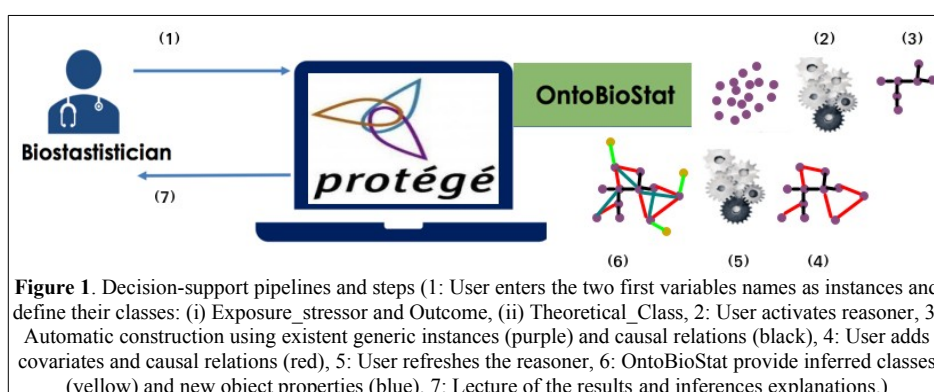 (1)
(2)
(3)
OntoBioStat
Biostastistician
protégé
(7)
(6)
(5)
(4)
Figure 1. Decision-support pipelines and steps (1: User enters the two first variables names as instances and
define their classes: (i) Exposure_stressor and Outcome, (ii) Theoretical_Class, 2: User activates reasoner, 3
Automatic construction using existent generic instances (purple) and causal relations (black), 4: User adds
covariates and causal relations (red), 5: User refreshes the reasoner, 6: OntoBioStat provide inferred classes
(yellow) and new object properties (blue), 7: Lecture of the results and inferences explanations.)